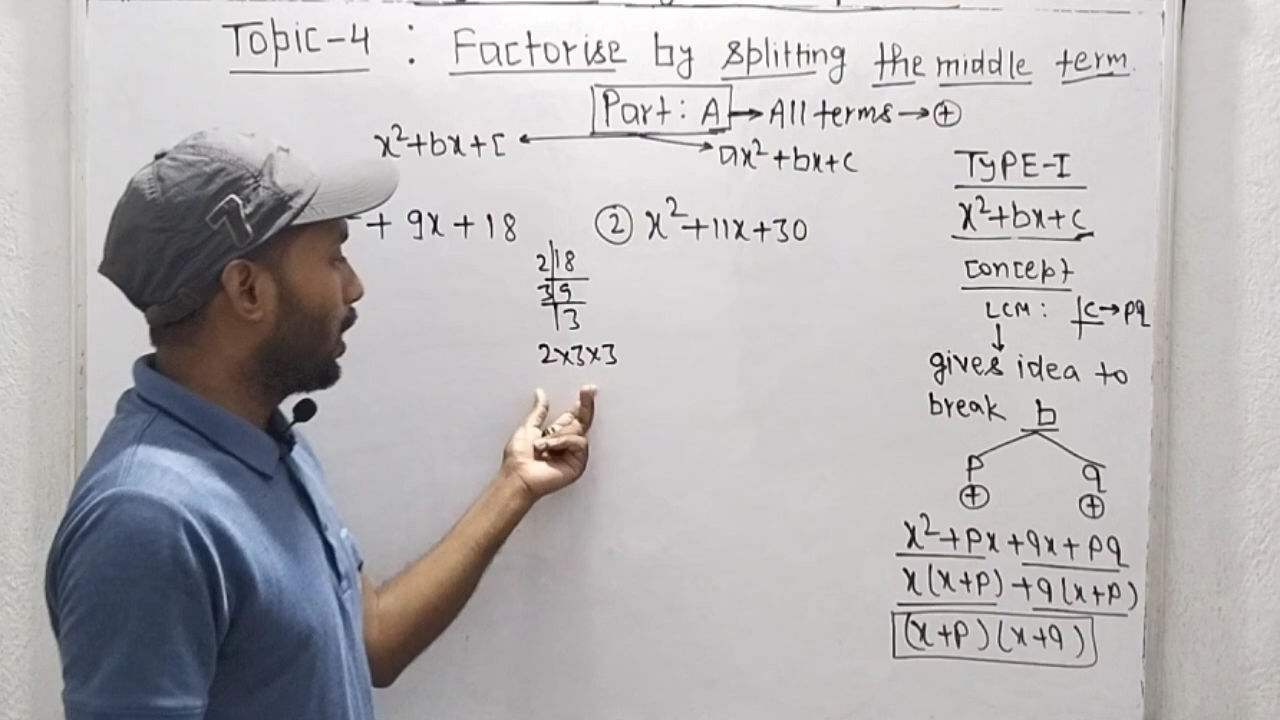 Topic-4 : Factorise by splitting the middle term.
Part: A → All terms → ⊕
x²+bx+c
ax²+bx+c
+ 9x+18
② x²+11x+30
2|18
3|9
|3
2×3×3
TYPE-I
x²+bx+c
Concept
LCM: c→pq
gives idea to
break b
p q
⊕ ⊕
x²+px+qx+pq
x(x+p)+q(x+p)
(x+p)(x+q)
7